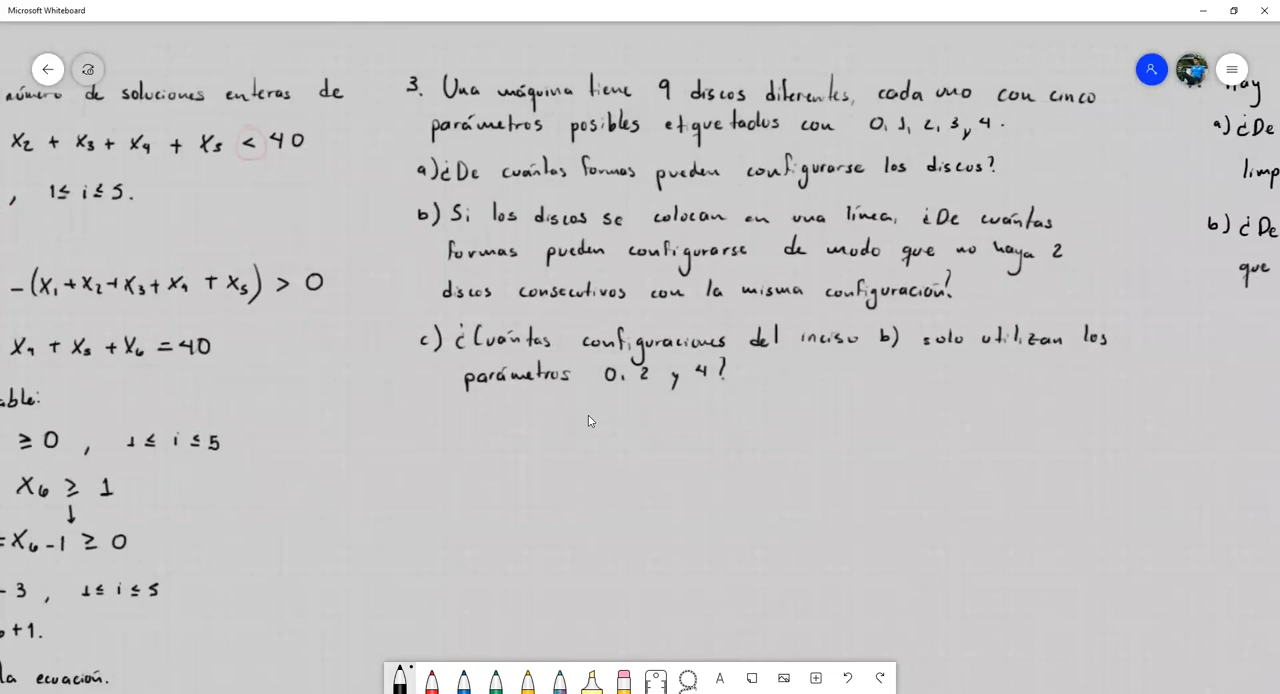 Microsoft Whiteboard
número de soluciones enteras de
x₂ + x₃ + x₄ + x₅ < 40
, 1 ≤ i ≤ 5.
-(x₁+x₂+x₃+x₄+x₅) > 0
x₄ + x₅ + x₆ = 40
able:
≥ 0 , 1 ≤ i ≤ 5
x₆ ≥ 1
↓
= x₆ - 1 ≥ 0
- 3 , 1 ≤ i ≤ 5
+1.
la ecuación.
3. Una máquina tiene 9 discos diferentes, cada uno con cinco
parámetros posibles etiquetados con 0, 1, 2, 3 y 4.
a) ¿De cuántas formas pueden configurarse los discos?
b) Si los discos se colocan en una línea, ¿De cuántas
formas pueden configurarse de modo que no haya 2
discos consecutivos con la misma configuración?
c) ¿Cuántas configuraciones del inciso b) solo utilizan los
parámetros 0, 2 y 4?
Hay
a) ¿De
limp
b) ¿De
que
A